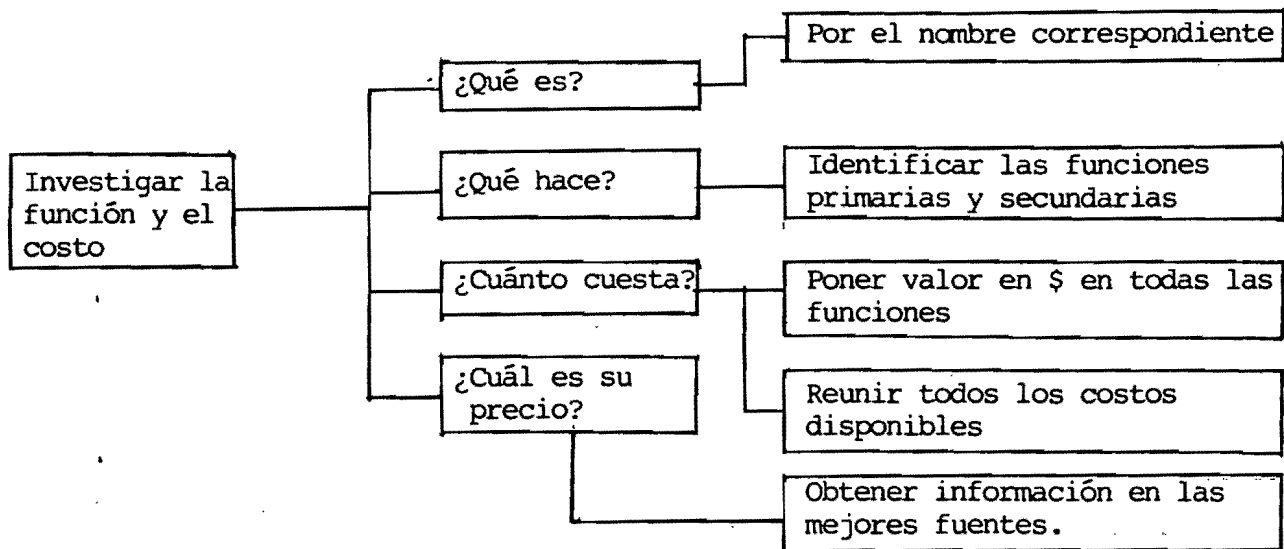 Por el nombre correspondiente
¿Qué es?
Investigar la
función y el
costo
¿Qué hace?
Identificar las funciones
primarias y secundarias
¿Cuánto cuesta?
Poner valor en $ en todas las
funciones
¿Cuál es su
precio?
Reunir todos los costos
disponibles
Obtener información en las
mejores fuentes.